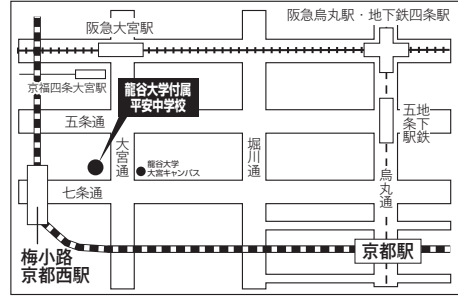 阪急大宮駅
阪急烏丸駅・地下鉄四条駅
京福四条大宮駅
龍谷大学付属
平安中学校
五条通
大宮通
龍谷大学
大宮キャンパス
堀川通
地下鉄
五条駅
烏丸通
七条通
梅小路
京都西駅
京都駅